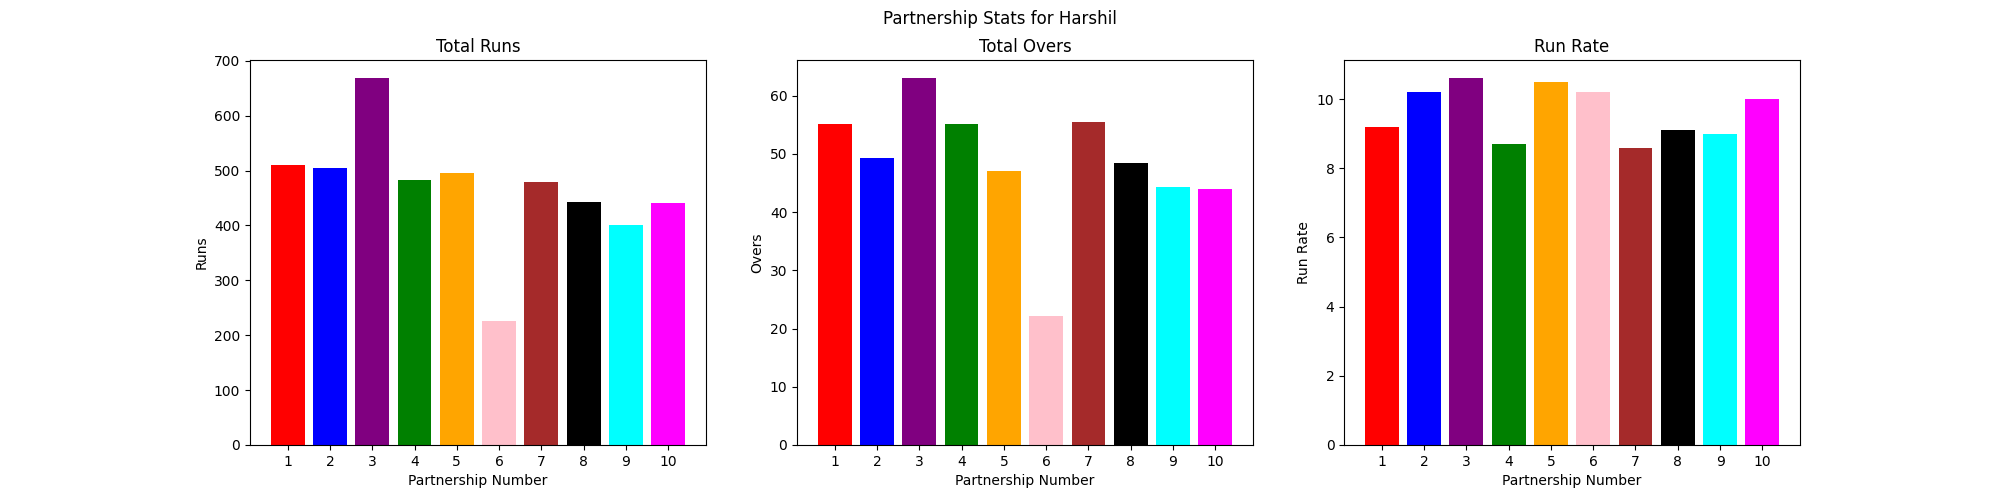 Partnership Stats for Harshil
Total Runs
700
600
500
400
300
200
100
0
Runs
1 2 3 4 5 6 7 8 9 10
Partnership Number
Total Overs
60
50
40
30
20
10
0
Overs
1 2 3 4 5 6 7 8 9 10
Partnership Number
Run Rate
10
8
6
4
2
0
Run Rate
1 2 3 4 5 6 7 8 9 10
Partnership Number